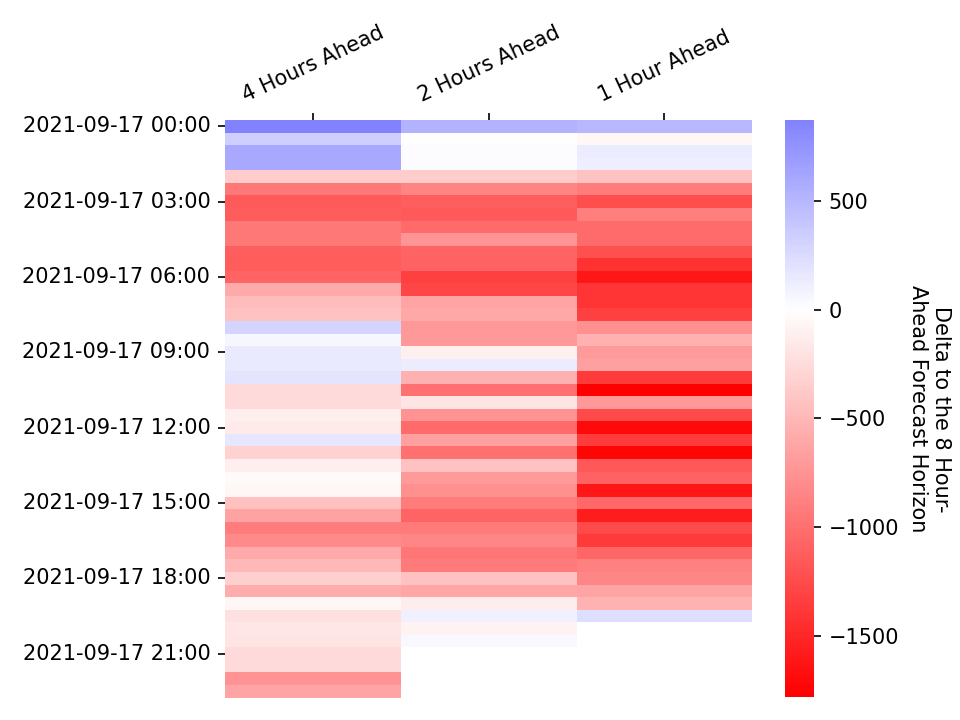 4 Hours Ahead
2 Hours Ahead
1 Hour Ahead
2021-09-17 00:00
2021-09-17 03:00
2021-09-17 06:00
2021-09-17 09:00
2021-09-17 12:00
2021-09-17 15:00
2021-09-17 18:00
2021-09-17 21:00
500
0
−500
−1000
−1500
Delta to the 8 Hour-
Ahead Forecast Horizon